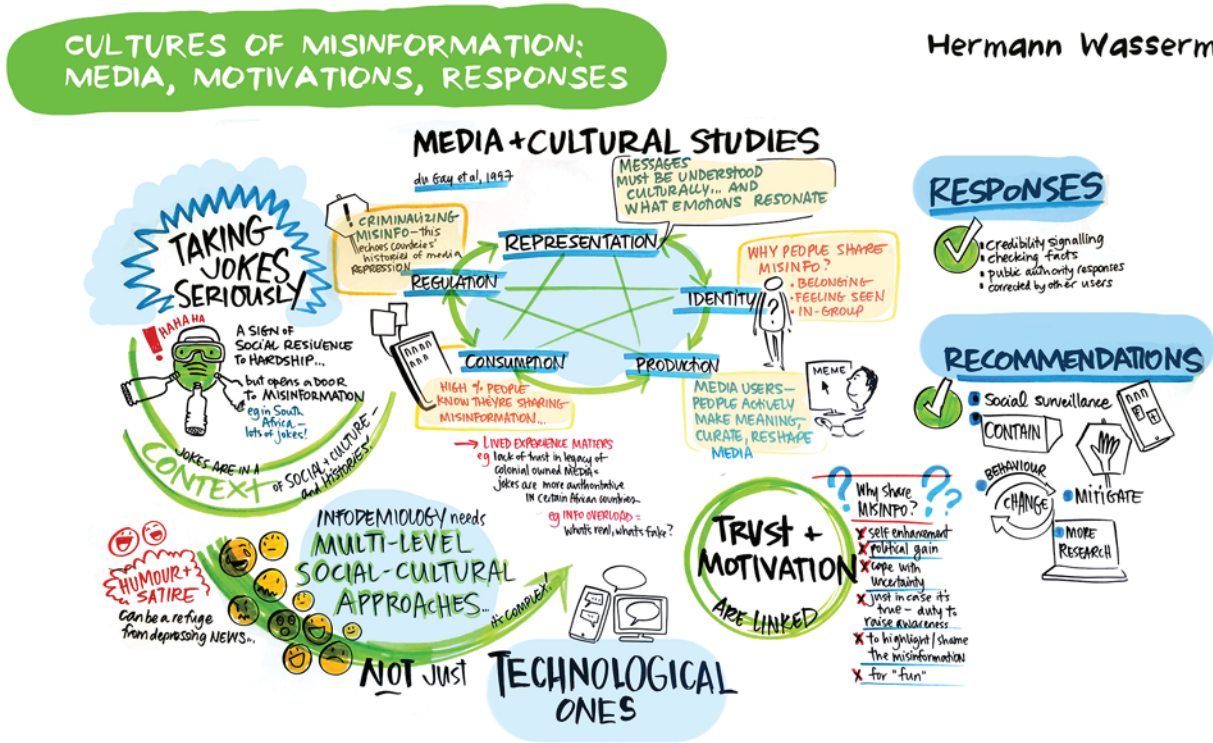 CULTURES OF MISINFORMATION:
MEDIA, MOTIVATIONS, RESPONSES
Hermann Wasserm
MEDIA + CULTURAL STUDIES
du Gay et al, 1997
MESSAGES
MUST BE UNDERSTOOD
CULTURALLY... AND
WHAT EMOTIONS RESONATE
!
CRIMINALIZING
MISINFO - this
echoes countries'
histories of media
REPRESSION
REPRESENTATION
REGULATION
IDENTITY
CONSUMPTION
PRODUCTION
WHY PEOPLE SHARE
MISINFO?
• BELONGING
• FEELING SEEN
• IN-GROUP
?
HIGH % PEOPLE
KNOW THEY'RE SHARING
MISINFORMATION...
MEDIA USERS -
PEOPLE ACTIVELY
MAKE MEANING,
CURATE, RESHAPE
MEDIA
MEME
→ LIVED EXPERIENCE MATTERS
eg lack of trust in legacy of
colonial owned MEDIA =
jokes are more authoritative
IN certain African countries
eg INFO OVERLOAD =
what's real, what's fake?
TAKING
JOKES
SERIOUSLY
! HAHAHA
A SIGN OF
SOCIAL RESILIENCE
TO HARDSHIP...
but opens a DOOR
to MISINFORMATION
eg in South
Africa -
lots of jokes!
JOKES ARE IN A
CONTEXT
OF SOCIAL + CULTURE -
and HISTORIES!
HUMOUR +
SATIRE
can be a refuge
from depressing NEWS...
INFODEMIOLOGY needs
MULTI-LEVEL
SOCIAL-CULTURAL
APPROACHES...
it's COMPLEX!
NOT Just
TECHNOLOGICAL
ONES
TRUST +
MOTIVATION
ARE LINKED
? Why share ??
MISINFO?
x self enhancement
x political gain
x cope with
uncertainty
x just in case it's
true - duty to
raise awareness
x to highlight/shame
the misinformation
x for "fun"
RESPONSES
• credibility signalling
• checking facts
• public authority responses
• corrected by other users
RECOMMENDATIONS
• Social surveillance
• CONTAIN
BEHAVIOUR
CHANGE
• MITIGATE
• MORE
RESEARCH